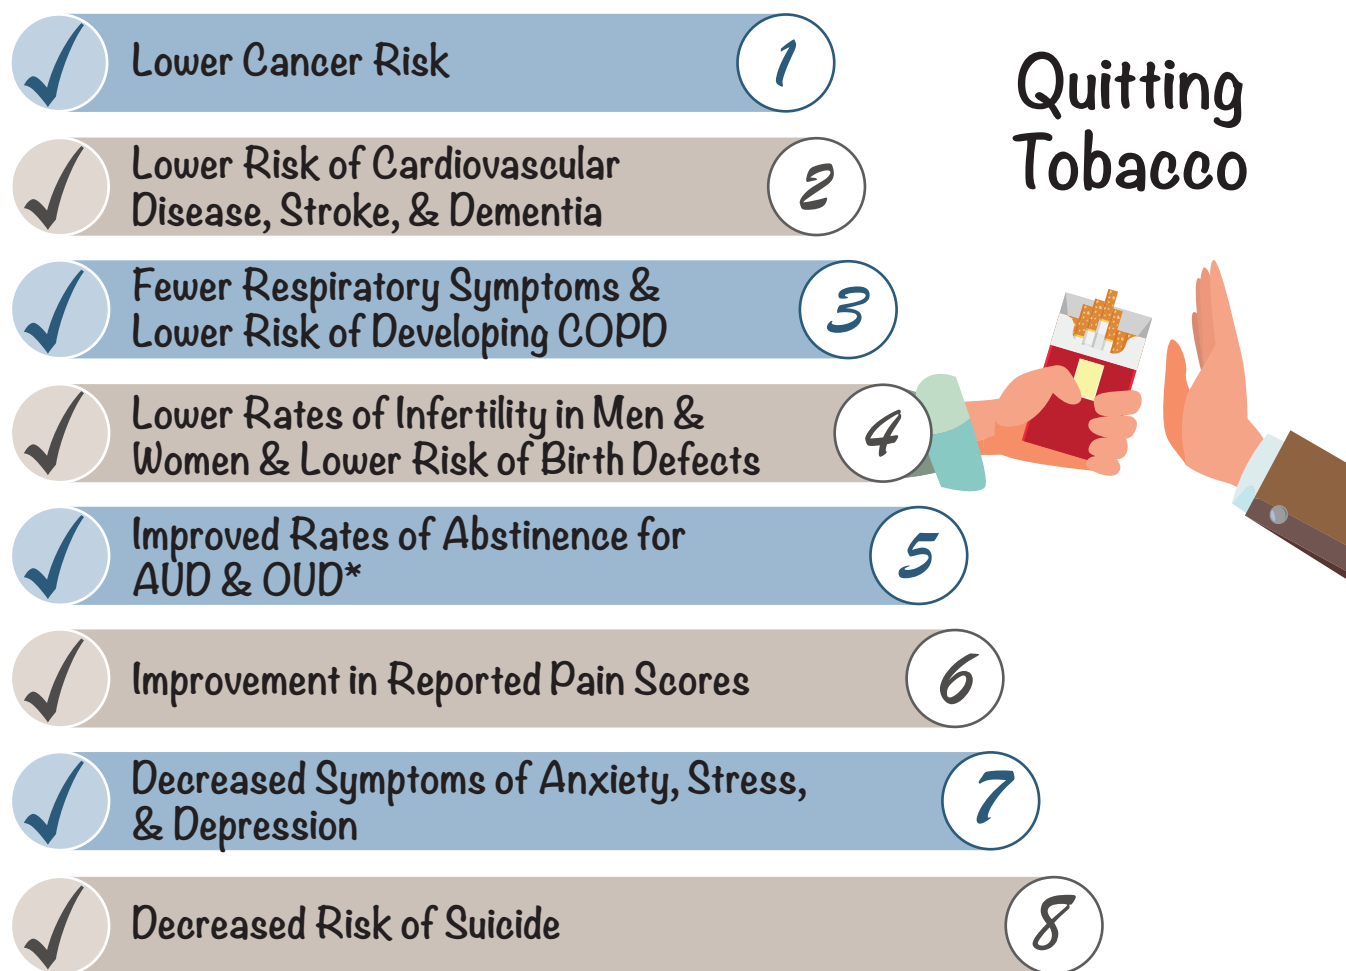 Quitting
Tobacco
Lower Cancer Risk
1
Lower Risk of Cardiovascular
Disease, Stroke, & Dementia
2
Fewer Respiratory Symptoms &
Lower Risk of Developing COPD
3
Lower Rates of Infertility in Men &
Women & Lower Risk of Birth Defects
4
Improved Rates of Abstinence for
AUD & OUD*
5
Improvement in Reported Pain Scores
6
Decreased Symptoms of Anxiety, Stress,
& Depression
7
Decreased Risk of Suicide
8